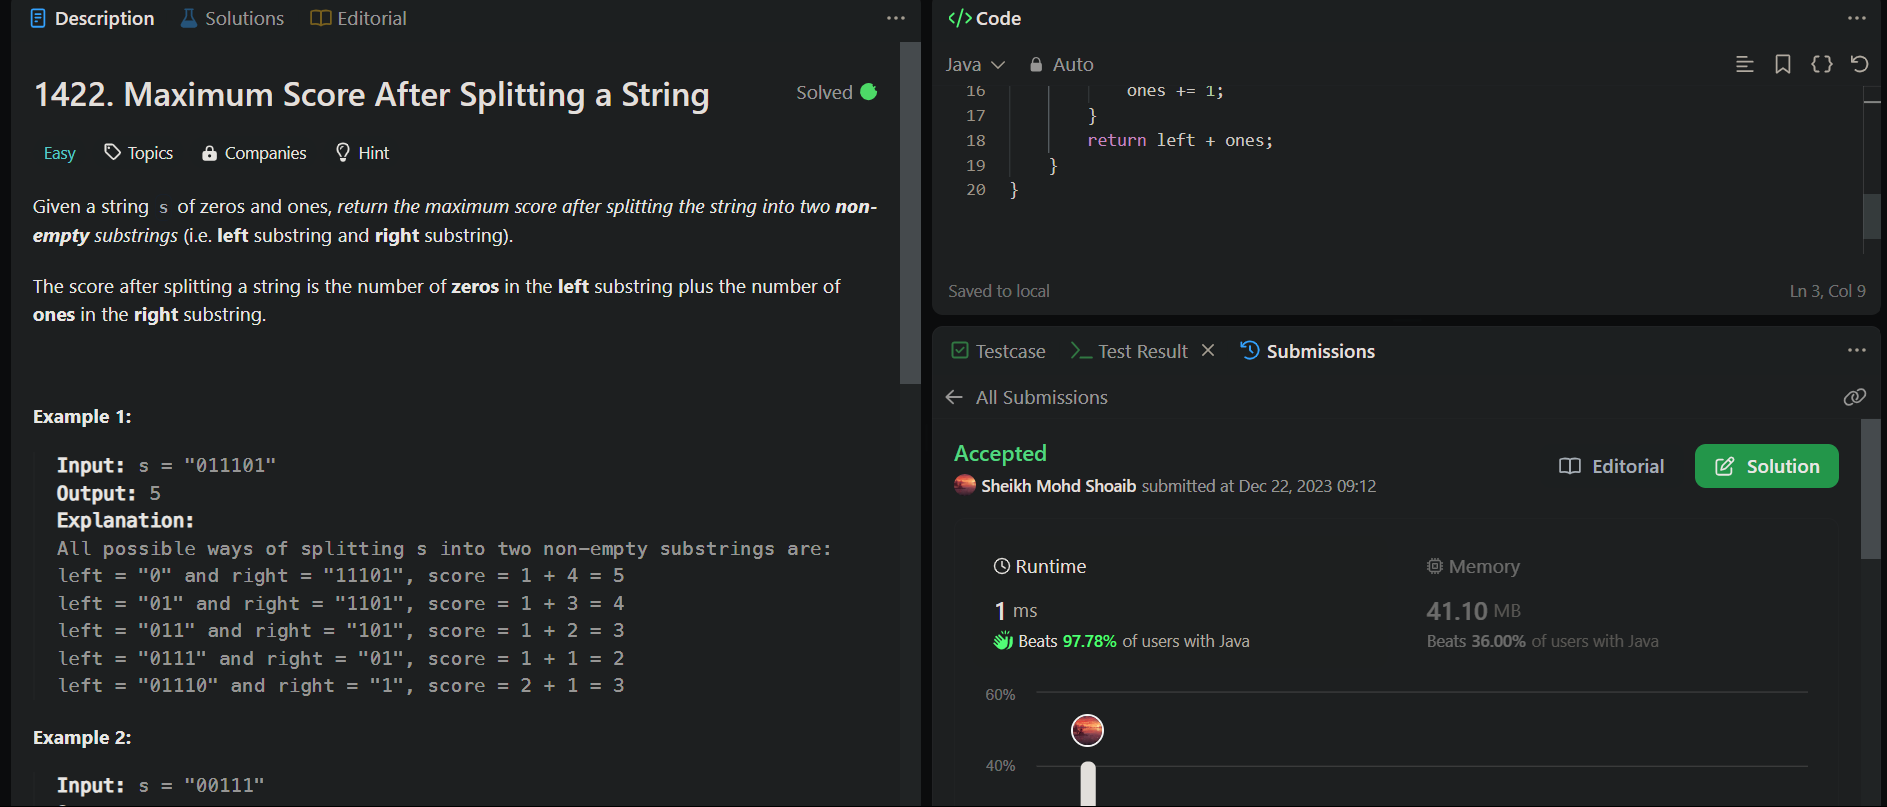 Description Solutions Editorial
1422. Maximum Score After Splitting a String
Solved
Easy Topics Companies Hint
Given a string s of zeros and ones, return the maximum score after splitting the string into two non-
empty substrings (i.e. left substring and right substring).
The score after splitting a string is the number of zeros in the left substring plus the number of
ones in the right substring.
Example 1:
Input: s = "011101"
Output: 5
Explanation:
All possible ways of splitting s into two non-empty substrings are:
left = "0" and right = "11101", score = 1 + 4 = 5
left = "01" and right = "1101", score = 1 + 3 = 4
left = "011" and right = "101", score = 1 + 2 = 3
left = "0111" and right = "01", score = 1 + 1 = 2
left = "01110" and right = "1", score = 2 + 1 = 3
Example 2:
Input: s = "00111"
</> Code
Java Auto
16 ones += 1;
17 }
18 return left + ones;
19 }
20 }
Saved to local
Ln 3, Col 9
Testcase Test Result Submissions
All Submissions
Accepted
Sheikh Mohd Shoaib submitted at Dec 22, 2023 09:12
Editorial
Solution
Runtime
1 ms
Beats 97.78% of users with Java
Memory
41.10 MB
Beats 36.00% of users with Java
60%
40%